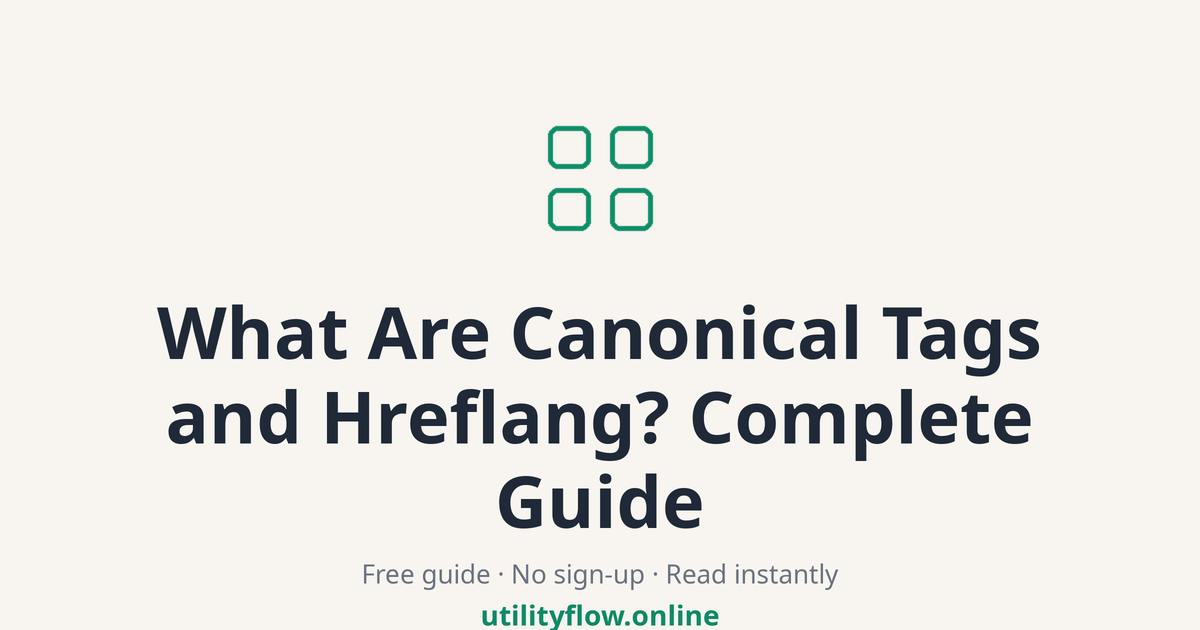 What Are Canonical Tags
and Hreflang? Complete
Guide
Free guide · No sign-up · Read instantly
utilityflow.online